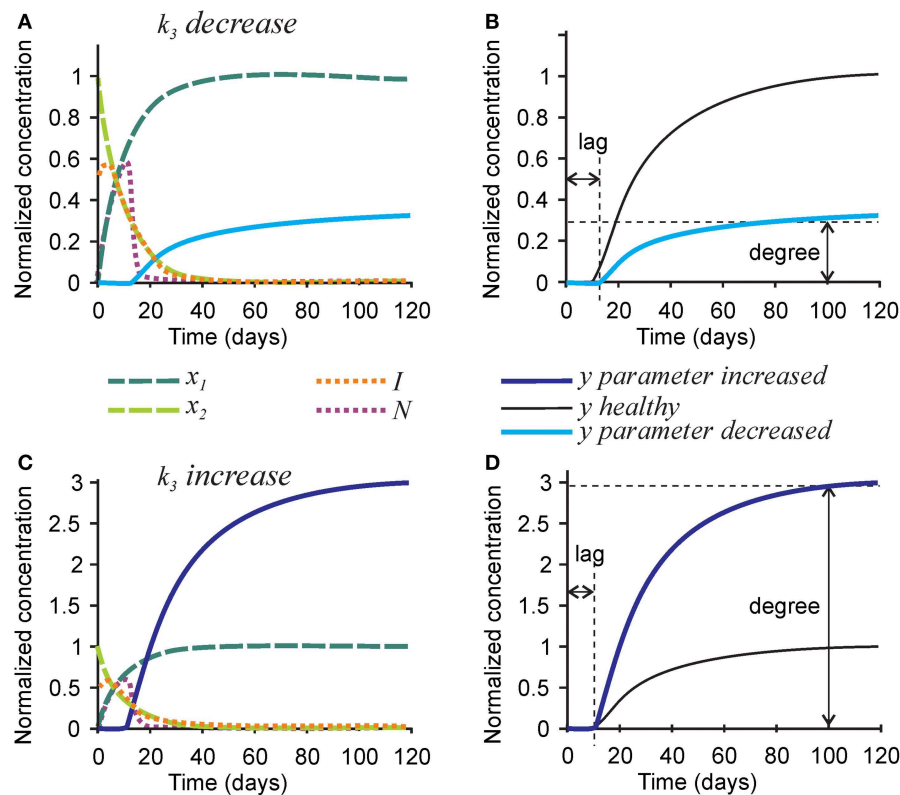 A
k3 decrease
Normalized concentration
1
0.8
0.6
0.4
0.2
0
0 20 40 60 80 100 120
Time (days)
B
Normalized concentration
1
0.8
0.6
0.4
0.2
0
lag
degree
0 20 40 60 80 100 120
Time (days)
x1
I
x2
N
y parameter increased
y healthy
y parameter decreased
C
k3 increase
Normalized concentration
3
2.5
2
1.5
1
0.5
0
0 20 40 60 80 100 120
Time (days)
D
Normalized concentration
3
2.5
2
1.5
1
0.5
0
lag
degree
0 20 40 60 80 100 120
Time (days)